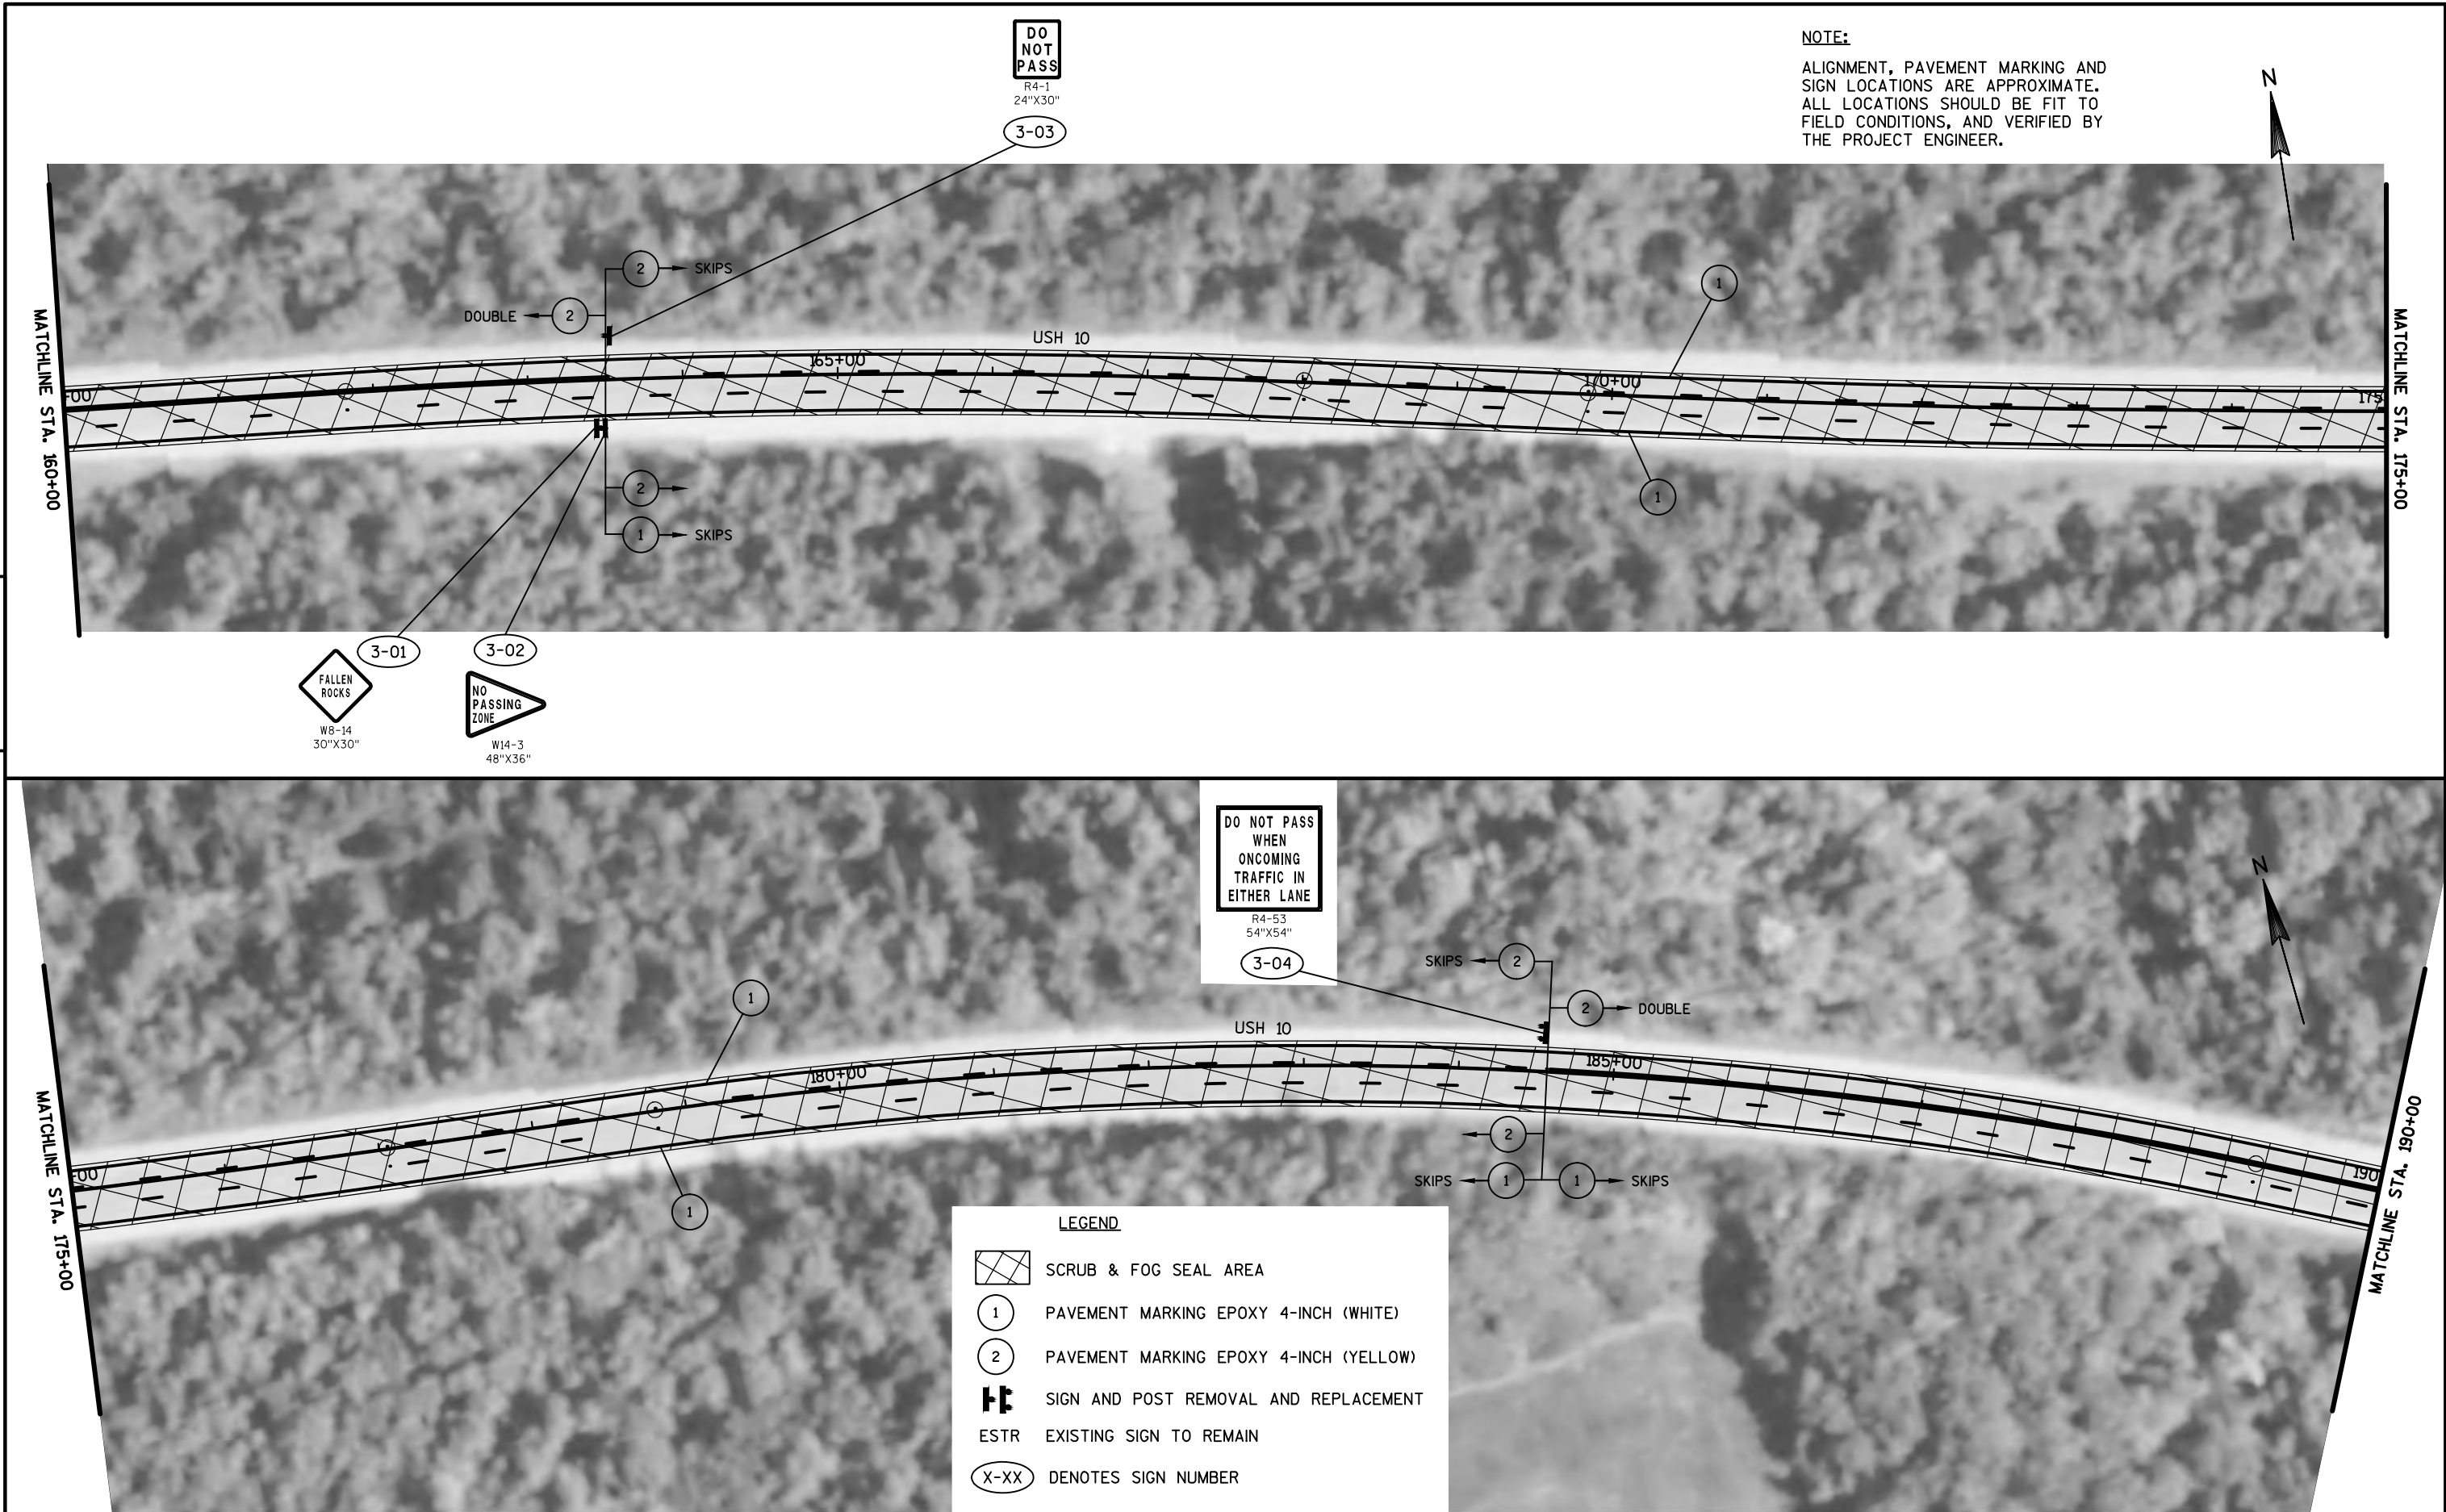 DO
NOT
PASS
R4-1
24"X30"
3-03
NOTE:
ALIGNMENT, PAVEMENT MARKING AND
SIGN LOCATIONS ARE APPROXIMATE.
ALL LOCATIONS SHOULD BE FIT TO
FIELD CONDITIONS, AND VERIFIED BY
THE PROJECT ENGINEER.
N
2 SKIPS
DOUBLE 2
1
USH 10
165+00
170+00
175
+00
MATCHLINE STA. 160+00
MATCHLINE STA. 175+00
2
1 SKIPS
1
3-01
3-02
FALLEN
ROCKS
W8-14
30"X30"
NO
PASSING
ZONE
W14-3
48"X36"
DO NOT PASS
WHEN
ONCOMING
TRAFFIC IN
EITHER LANE
R4-53
54"X54"
3-04
N
SKIPS 2
2 DOUBLE
1
USH 10
180+00
185+00
190
+00
MATCHLINE STA. 175+00
MATCHLINE STA. 190+00
2
SKIPS 1
1 SKIPS
1
LEGEND
SCRUB & FOG SEAL AREA
1 PAVEMENT MARKING EPOXY 4-INCH (WHITE)
2 PAVEMENT MARKING EPOXY 4-INCH (YELLOW)
SIGN AND POST REMOVAL AND REPLACEMENT
ESTR EXISTING SIGN TO REMAIN
X-XX DENOTES SIGN NUMBER